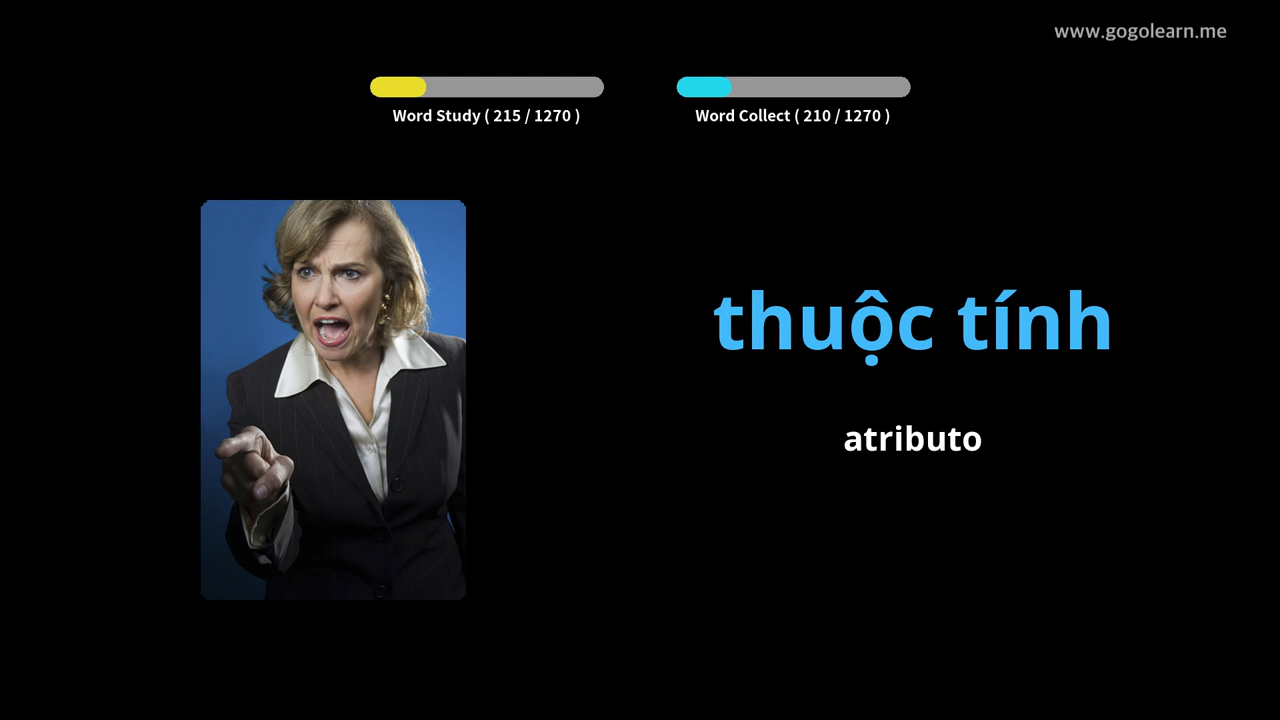 www.gogolearn.me
Word Study ( 215 / 1270 )
Word Collect ( 210 / 1270 )
thuộc tính
atributo